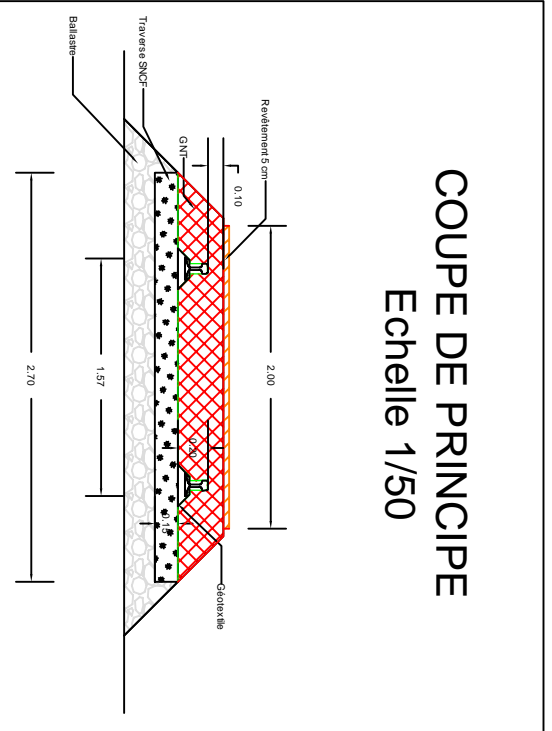 COUPE DE PRINCIPE
Echelle 1/50
Revêtement 5 cm
0.10
2.00
GNT
Traverse SNCF
Ballastre
0.20
0.15
Géotextile
1.57
2.70